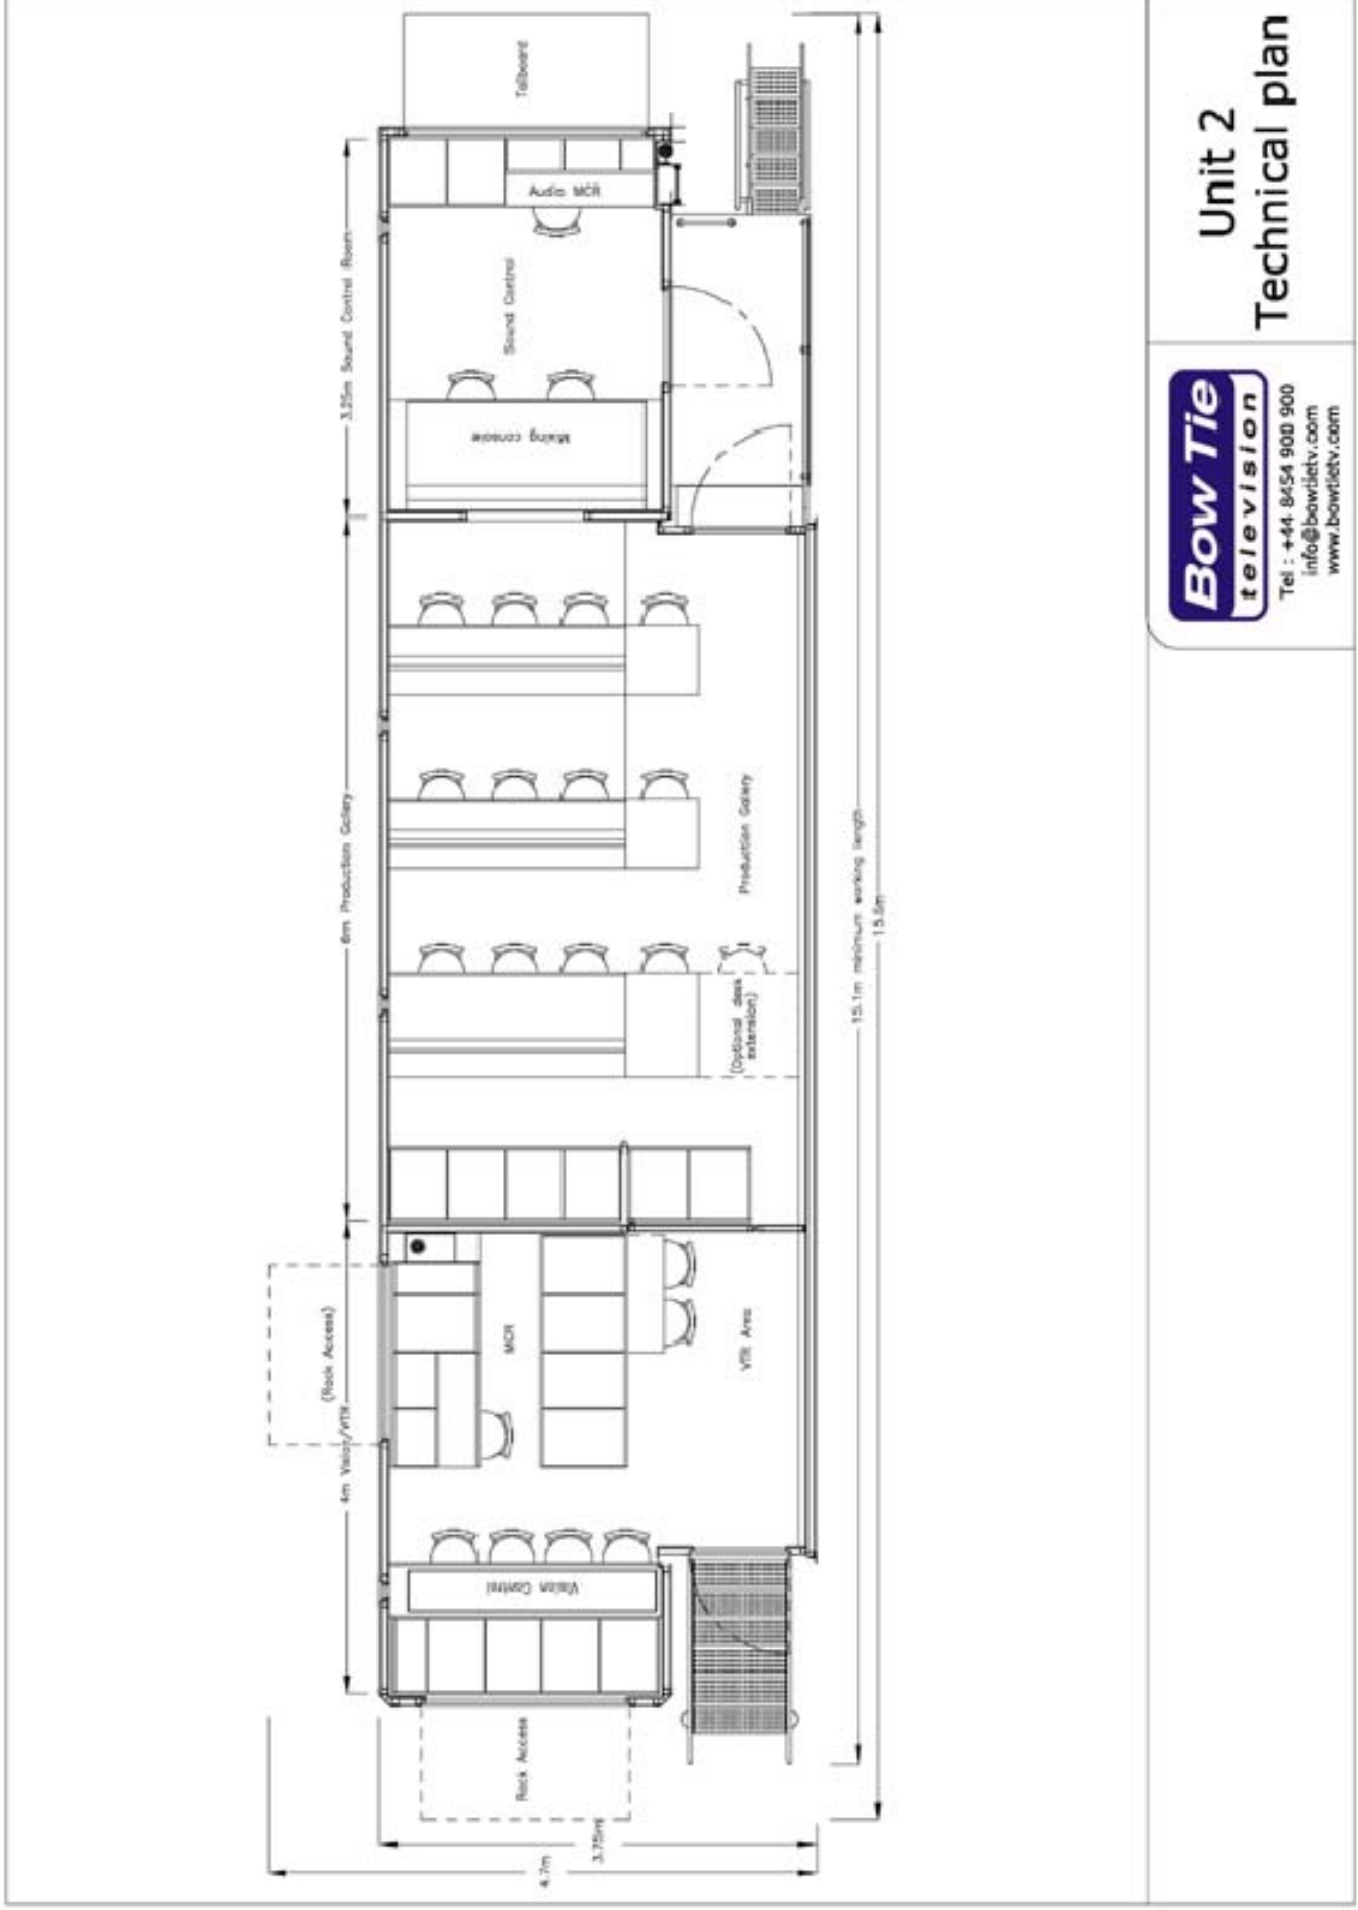 Tailboard
Audio MCR
3.25m Sound Control Room
Sound Control
Mixing console
6m Production Gallery
Production Gallery
(Optional desk
extension)
15.1m minimum working length
(Rack Access)
4m Vision/VTR
MCR
VTR Area
Vision Control
Rack Access
3.75m
4.7m
Unit 2
Technical plan
Bow Tie
television
Tel : +44 8454 900 900
info@bowtietv.com
www.bowtietv.com